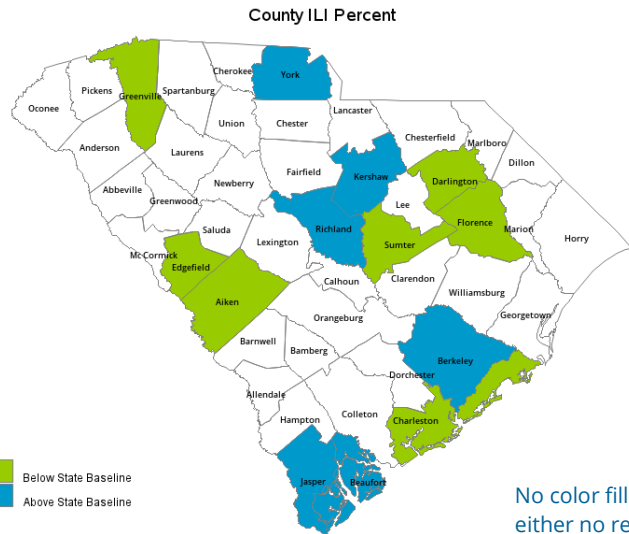 County ILI Percent
Cherokee
York
Pickens
Greenville
Spartanburg
Oconee
Union
Chester
Lancaster
Chesterfield
Marlboro
Anderson
Laurens
Dillon
Fairfield
Kershaw
Darlington
Abbeville
Newberry
Greenwood
Lee
Florence
Marion
Saluda
Richland
Horry
Lexington
Sumter
Mc Cormick
Edgefield
Calhoun
Clarendon
Williamsburg
Aiken
Orangeburg
Georgetown
Barnwell
Bamberg
Berkeley
Dorchester
Allendale
Colleton
Hampton
Charleston
Jasper
Beaufort
Below State Baseline
Above State Baseline
No color fill
either no re